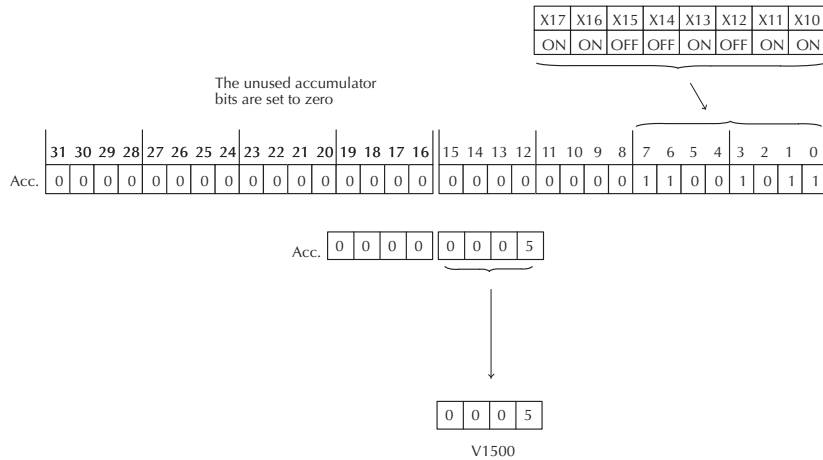 X17 X16 X15 X14 X13 X12 X11 X10
ON ON OFF OFF ON OFF ON ON
The unused accumulator
bits are set to zero
31 30 29 28 27 26 25 24 23 22 21 20 19 18 17 16 15 14 13 12 11 10 9 8 7 6 5 4 3 2 1 0
Acc. 0 0 0 0 0 0 0 0 0 0 0 0 0 0 0 0 0 0 0 0 0 0 0 0 1 1 0 0 1 0 1 1
Acc. 0 0 0 0 0 0 0 5
0 0 0 5
V1500